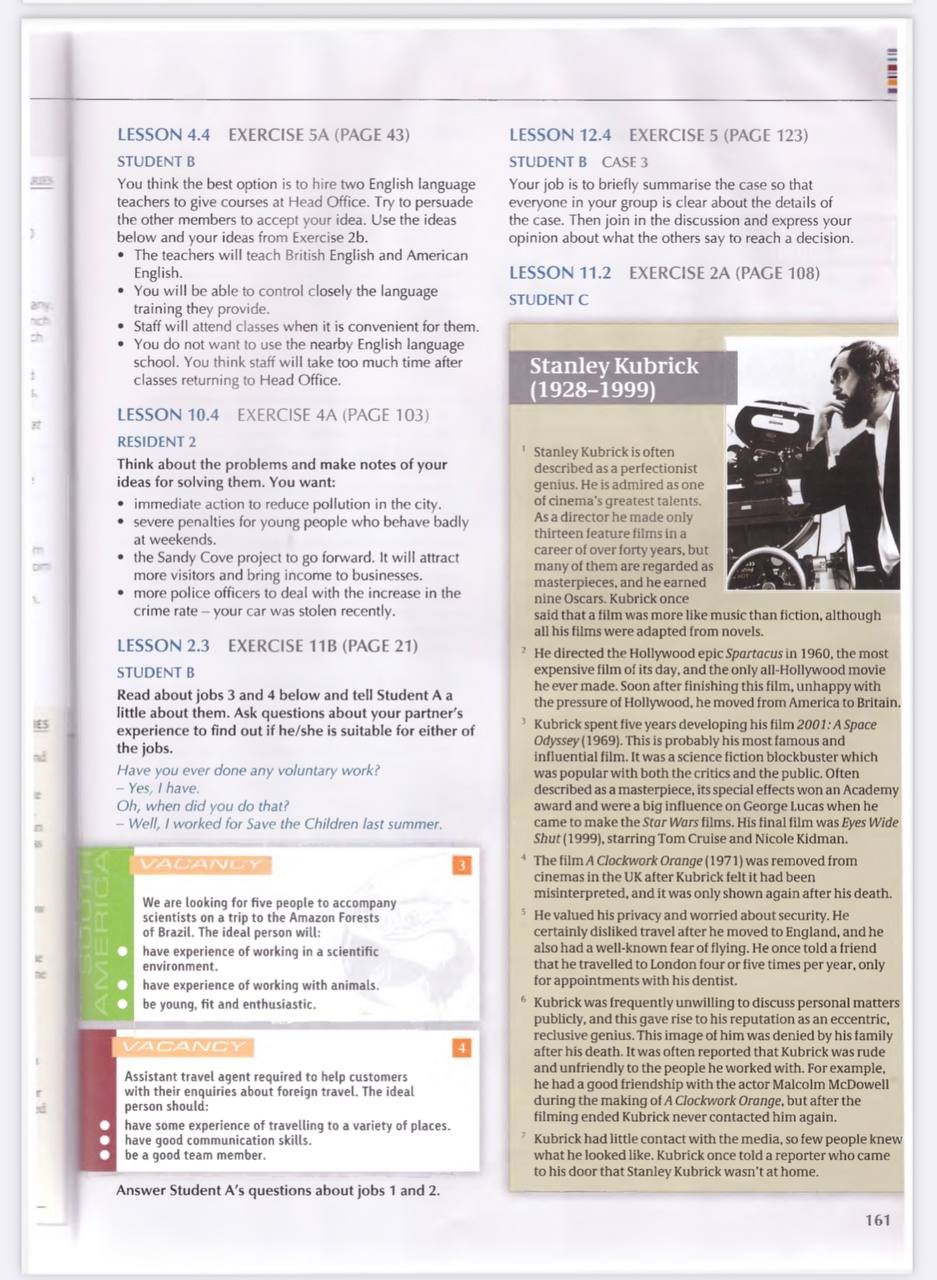 LESSON 4.4 EXERCISE 5A (PAGE 43)
STUDENT B
You think the best option is to hire two English language
teachers to give courses at Head Office. Try to persuade
the other members to accept your idea. Use the ideas
below and your ideas from Exercise 2b.
• The teachers will teach British English and American
English.
• You will be able to control closely the language
training they provide.
• Staff will attend classes when it is convenient for them.
• You do not want to use the nearby English language
school. You think staff will take too much time after
classes returning to Head Office.
LESSON 10.4 EXERCISE 4A (PAGE 103)
RESIDENT 2
Think about the problems and make notes of your
ideas for solving them. You want:
• immediate action to reduce pollution in the city.
• severe penalties for young people who behave badly
at weekends.
• the Sandy Cove project to go forward. It will attract
more visitors and bring income to businesses.
• more police officers to deal with the increase in the
crime rate – your car was stolen recently.
LESSON 2.3 EXERCISE 11B (PAGE 21)
STUDENT B
Read about jobs 3 and 4 below and tell Student A a
little about them. Ask questions about your partner's
experience to find out if he/she is suitable for either of
the jobs.
Have you ever done any voluntary work?
– Yes, I have.
Oh, when did you do that?
– Well, I worked for Save the Children last summer.
SOUTH
AMERICA
VACANCY
3
We are looking for five people to accompany
scientists on a trip to the Amazon Forests
of Brazil. The ideal person will:
have experience of working in a scientific
environment.
have experience of working with animals.
be young, fit and enthusiastic.
VACANCY
4
Assistant travel agent required to help customers
with their enquiries about foreign travel. The ideal
person should:
have some experience of travelling to a variety of places.
have good communication skills.
be a good team member.
Answer Student A's questions about jobs 1 and 2.
LESSON 12.4 EXERCISE 5 (PAGE 123)
STUDENT B CASE 3
Your job is to briefly summarise the case so that
everyone in your group is clear about the details of
the case. Then join in the discussion and express your
opinion about what the others say to reach a decision.
LESSON 11.2 EXERCISE 2A (PAGE 108)
STUDENT C
Stanley Kubrick
(1928–1999)
1 Stanley Kubrick is often
described as a perfectionist
genius. He is admired as one
of cinema's greatest talents.
As a director he made only
thirteen feature films in a
career of over forty years, but
many of them are regarded as
masterpieces, and he earned
nine Oscars. Kubrick once
said that a film was more like music than fiction, although
all his films were adapted from novels.
2 He directed the Hollywood epic Spartacus in 1960, the most
expensive film of its day, and the only all-Hollywood movie
he ever made. Soon after finishing this film, unhappy with
the pressure of Hollywood, he moved from America to Britain.
3 Kubrick spent five years developing his film 2001: A Space
Odyssey (1969). This is probably his most famous and
influential film. It was a science fiction blockbuster which
was popular with both the critics and the public. Often
described as a masterpiece, its special effects won an Academy
award and were a big influence on George Lucas when he
came to make the Star Wars films. His final film was Eyes Wide
Shut (1999), starring Tom Cruise and Nicole Kidman.
4 The film A Clockwork Orange (1971) was removed from
cinemas in the UK after Kubrick felt it had been
misinterpreted, and it was only shown again after his death.
5 He valued his privacy and worried about security. He
certainly disliked travel after he moved to England, and he
also had a well-known fear of flying. He once told a friend
that he travelled to London four or five times per year, only
for appointments with his dentist.
6 Kubrick was frequently unwilling to discuss personal matters
publicly, and this gave rise to his reputation as an eccentric,
reclusive genius. This image of him was denied by his family
after his death. It was often reported that Kubrick was rude
and unfriendly to the people he worked with. For example,
he had a good friendship with the actor Malcolm McDowell
during the making of A Clockwork Orange, but after the
filming ended Kubrick never contacted him again.
7 Kubrick had little contact with the media, so few people knew
what he looked like. Kubrick once told a reporter who came
to his door that Stanley Kubrick wasn't at home.
161